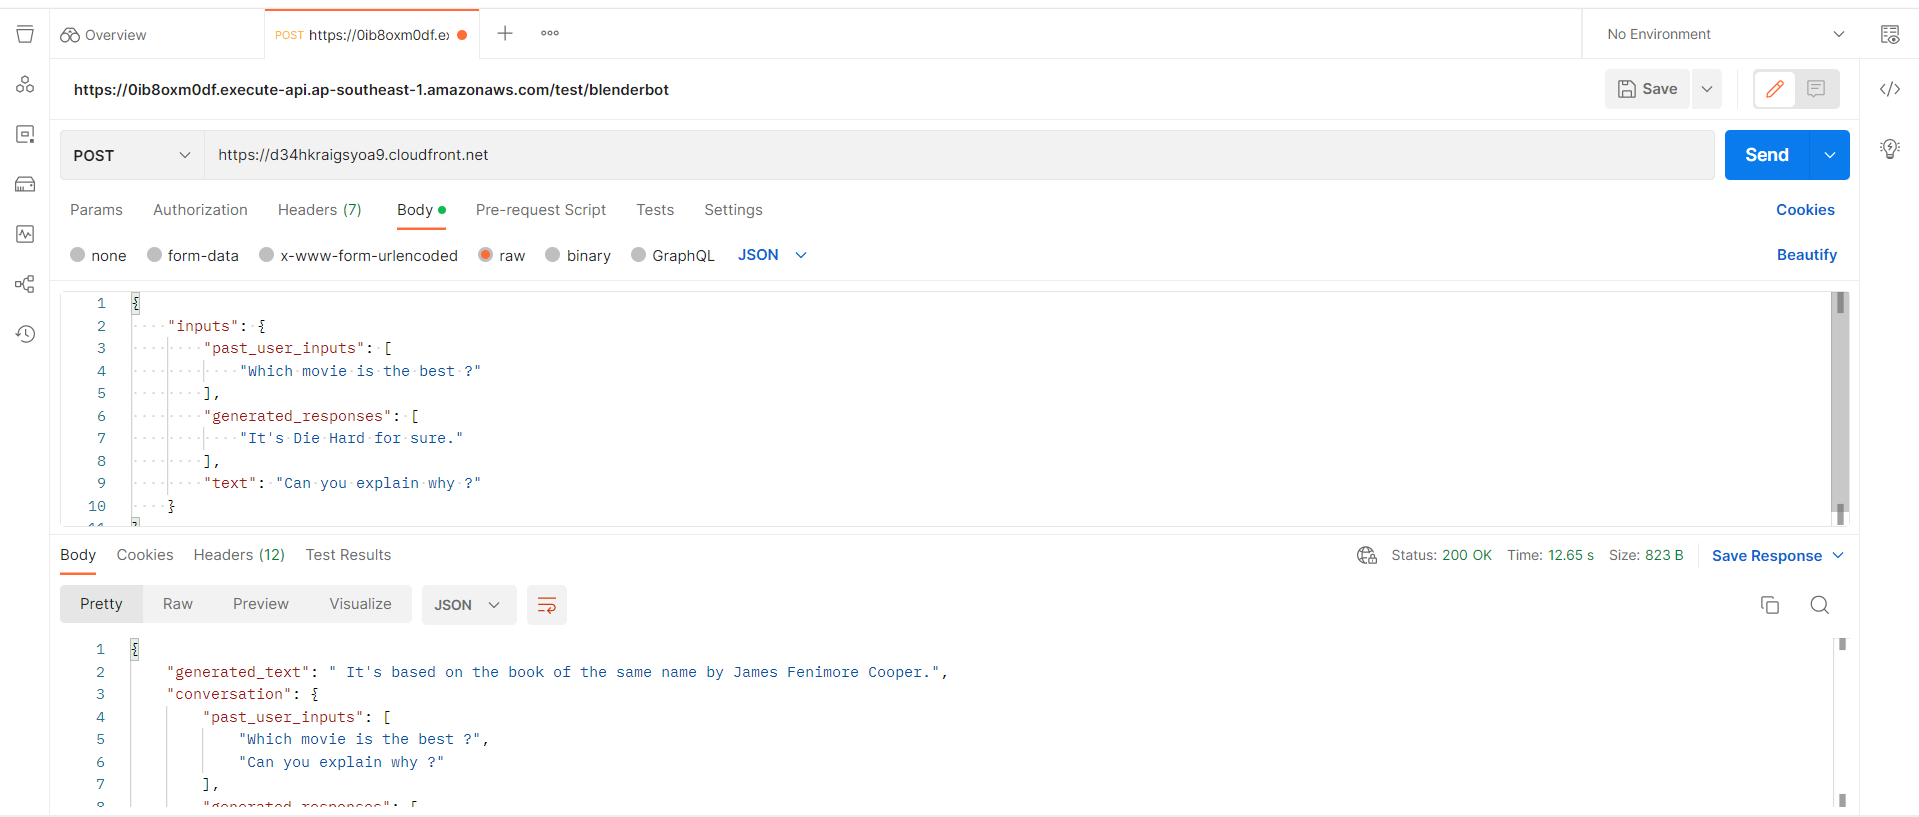 Overview
POST https://0ib8oxm0df.ex
No Environment
https://0ib8oxm0df.execute-api.ap-southeast-1.amazonaws.com/test/blenderbot
Save
POST
https://d34hkraigsyoa9.cloudfront.net
Send
Params Authorization Headers (7) Body Pre-request Script Tests Settings Cookies
none form-data x-www-form-urlencoded raw binary GraphQL JSON Beautify
1 {
2 "inputs": {
3 "past_user_inputs": [
4 "Which movie is the best ?"
5 ],
6 "generated_responses": [
7 "It's Die Hard for sure."
8 ],
9 "text": "Can you explain why ?"
10 }
11 }
Body Cookies Headers (12) Test Results Status: 200 OK Time: 12.65 s Size: 823 B Save Response
Pretty Raw Preview Visualize JSON
1 {
2 "generated_text": " It's based on the book of the same name by James Fenimore Cooper.",
3 "conversation": {
4 "past_user_inputs": [
5 "Which movie is the best ?",
6 "Can you explain why ?"
7 ],
8 "generated_responses": [